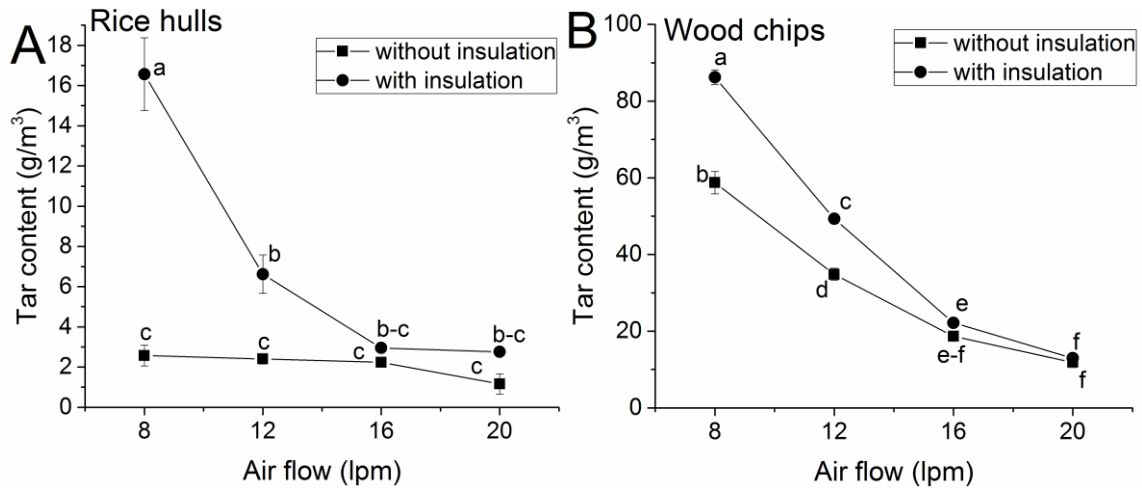 A
Rice hulls
without insulation
with insulation
Tar content (g/m³)
18
16
14
12
10
8
6
4
2
0
a
b
b-c
b-c
c
c
c
c
8
12
16
20
Air flow (lpm)
B
Wood chips
without insulation
with insulation
Tar content (g/m³)
100
80
60
40
20
0
a
b
c
d
e
e-f
f
f
8
12
16
20
Air flow (lpm)